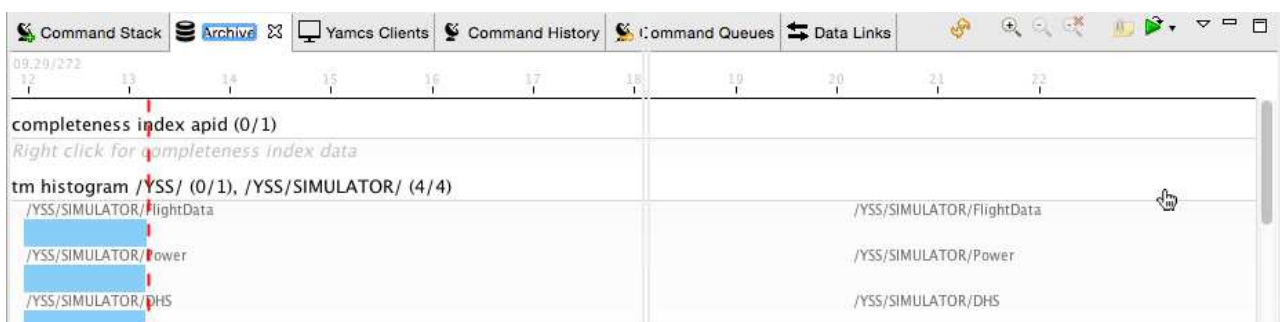 Command Stack Archive Yamcs Clients Command History Command Queues Data Links
09.29/272
12 13 14 15 16 17 18 19 20 21 22
completeness index apid (0/1)
Right click for completeness index data
tm histogram /YSS/ (0/1), /YSS/SIMULATOR/ (4/4)
/YSS/SIMULATOR/FlightData /YSS/SIMULATOR/FlightData
/YSS/SIMULATOR/Power /YSS/SIMULATOR/Power
/YSS/SIMULATOR/DHS /YSS/SIMULATOR/DHS